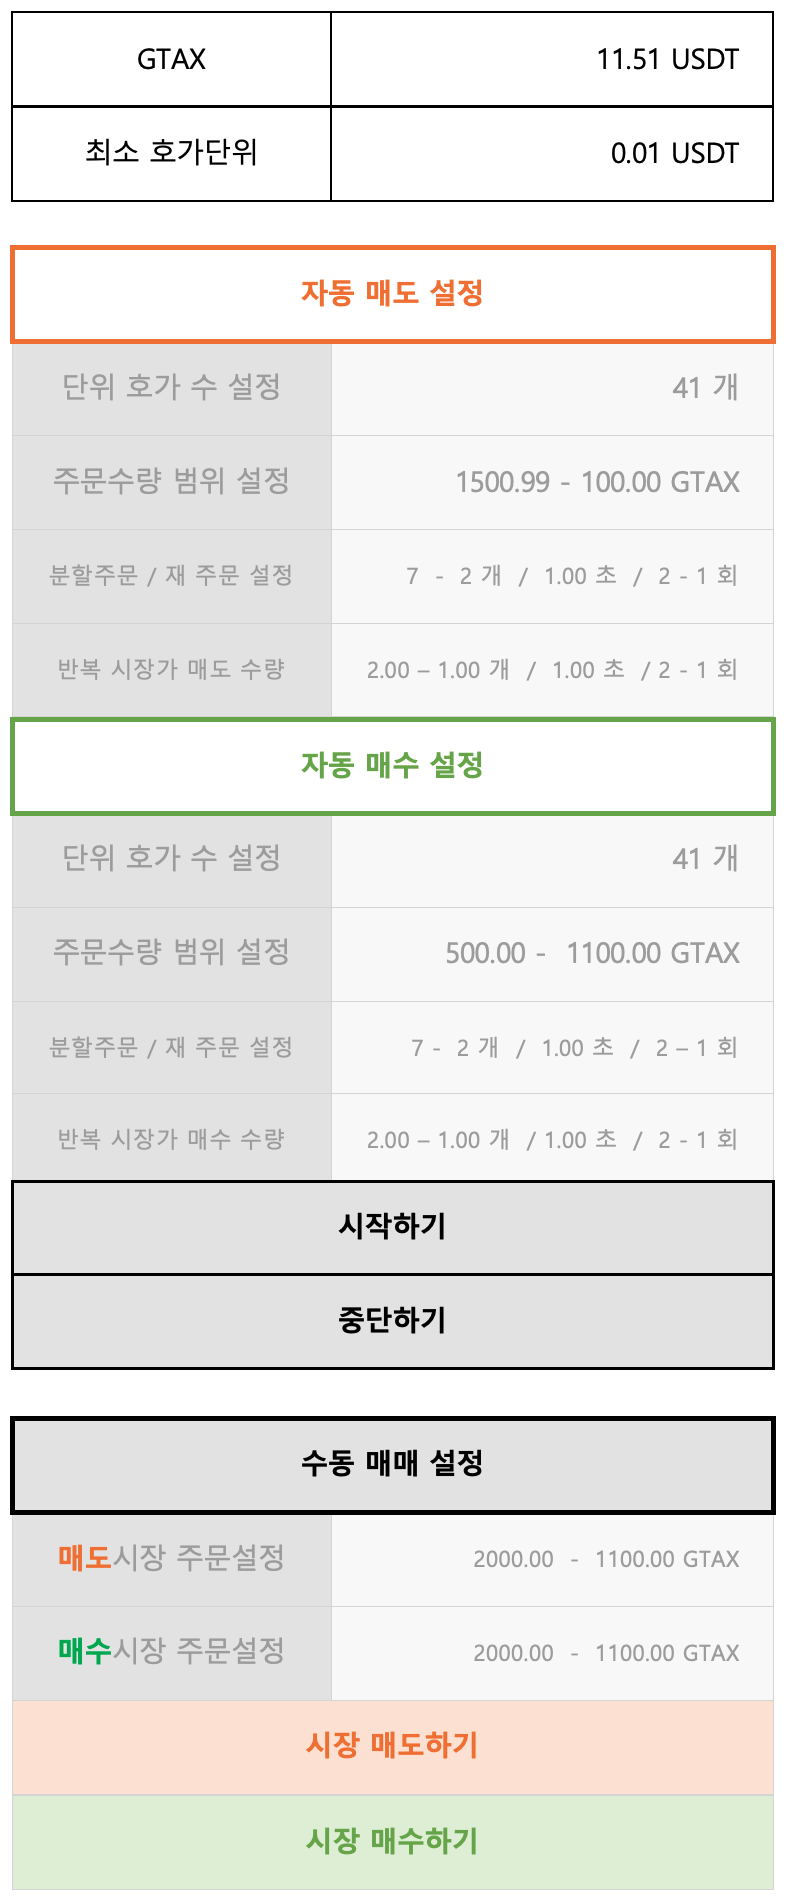 GTAX 11.51 USDT
최소 호가단위 0.01 USDT
자동 매도 설정
단위 호가 수 설정 41 개
주문수량 범위 설정 1500.99 - 100.00 GTAX
분할주문 / 재 주문 설정 7 - 2 개 / 1.00 초 / 2 - 1 회
반복 시장가 매도 수량 2.00 – 1.00 개 / 1.00 초 / 2 - 1 회
자동 매수 설정
단위 호가 수 설정 41 개
주문수량 범위 설정 500.00 - 1100.00 GTAX
분할주문 / 재 주문 설정 7 - 2 개 / 1.00 초 / 2 – 1 회
반복 시장가 매수 수량 2.00 – 1.00 개 / 1.00 초 / 2 - 1 회
시작하기
중단하기
수동 매매 설정
매도시장 주문설정 2000.00 - 1100.00 GTAX
매수시장 주문설정 2000.00 - 1100.00 GTAX
시장 매도하기
시장 매수하기